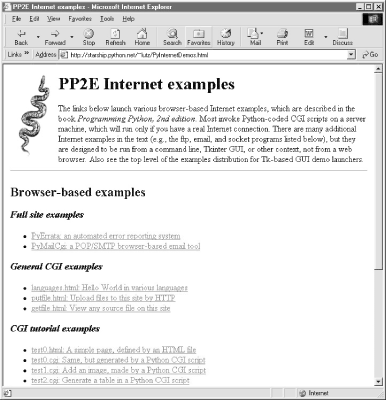 PP2E Internet examples - Microsoft Internet Explorer
File Edit View Favorites Tools Help
Back Forward Stop Refresh Home Search Favorites History Mail Print Edit Discuss
Links » Address http://starship.python.net/~lutz/PyInternetDemos.html Go
PP2E Internet examples
The links below launch various browser-based Internet examples, which are described in the
book Programming Python, 2nd edition. Most invoke Python-coded CGI scripts on a server
machine, which will run only if you have a real Internet connection. There are many additional
Internet examples in the text (e.g., the ftp, email, and socket programs listed below), but they
are designed to be run from a command line, Tkinter GUI, or other context, not from a web
browser. Also see the top level of the examples distribution for Tk-based GUI demo launchers.
Browser-based examples
Full site examples
• PyErrata: an automated error reporting system
• PyMailCgi: a POP/SMTP browser-based email tool
General CGI examples
• languages.html: Hello World in various languages
• putfile.html: Upload files to this site by HTTP
• getfile.html: View any source file on this site
CGI tutorial examples
• test0.html: A simple page, defined by an HTML file
• test0.cgi: Same, but generated by a Python CGI script
• test1.cgi: Add an image, made by a Python CGI script
• test2.cgi: Generate a table in a Python CGI script
Internet